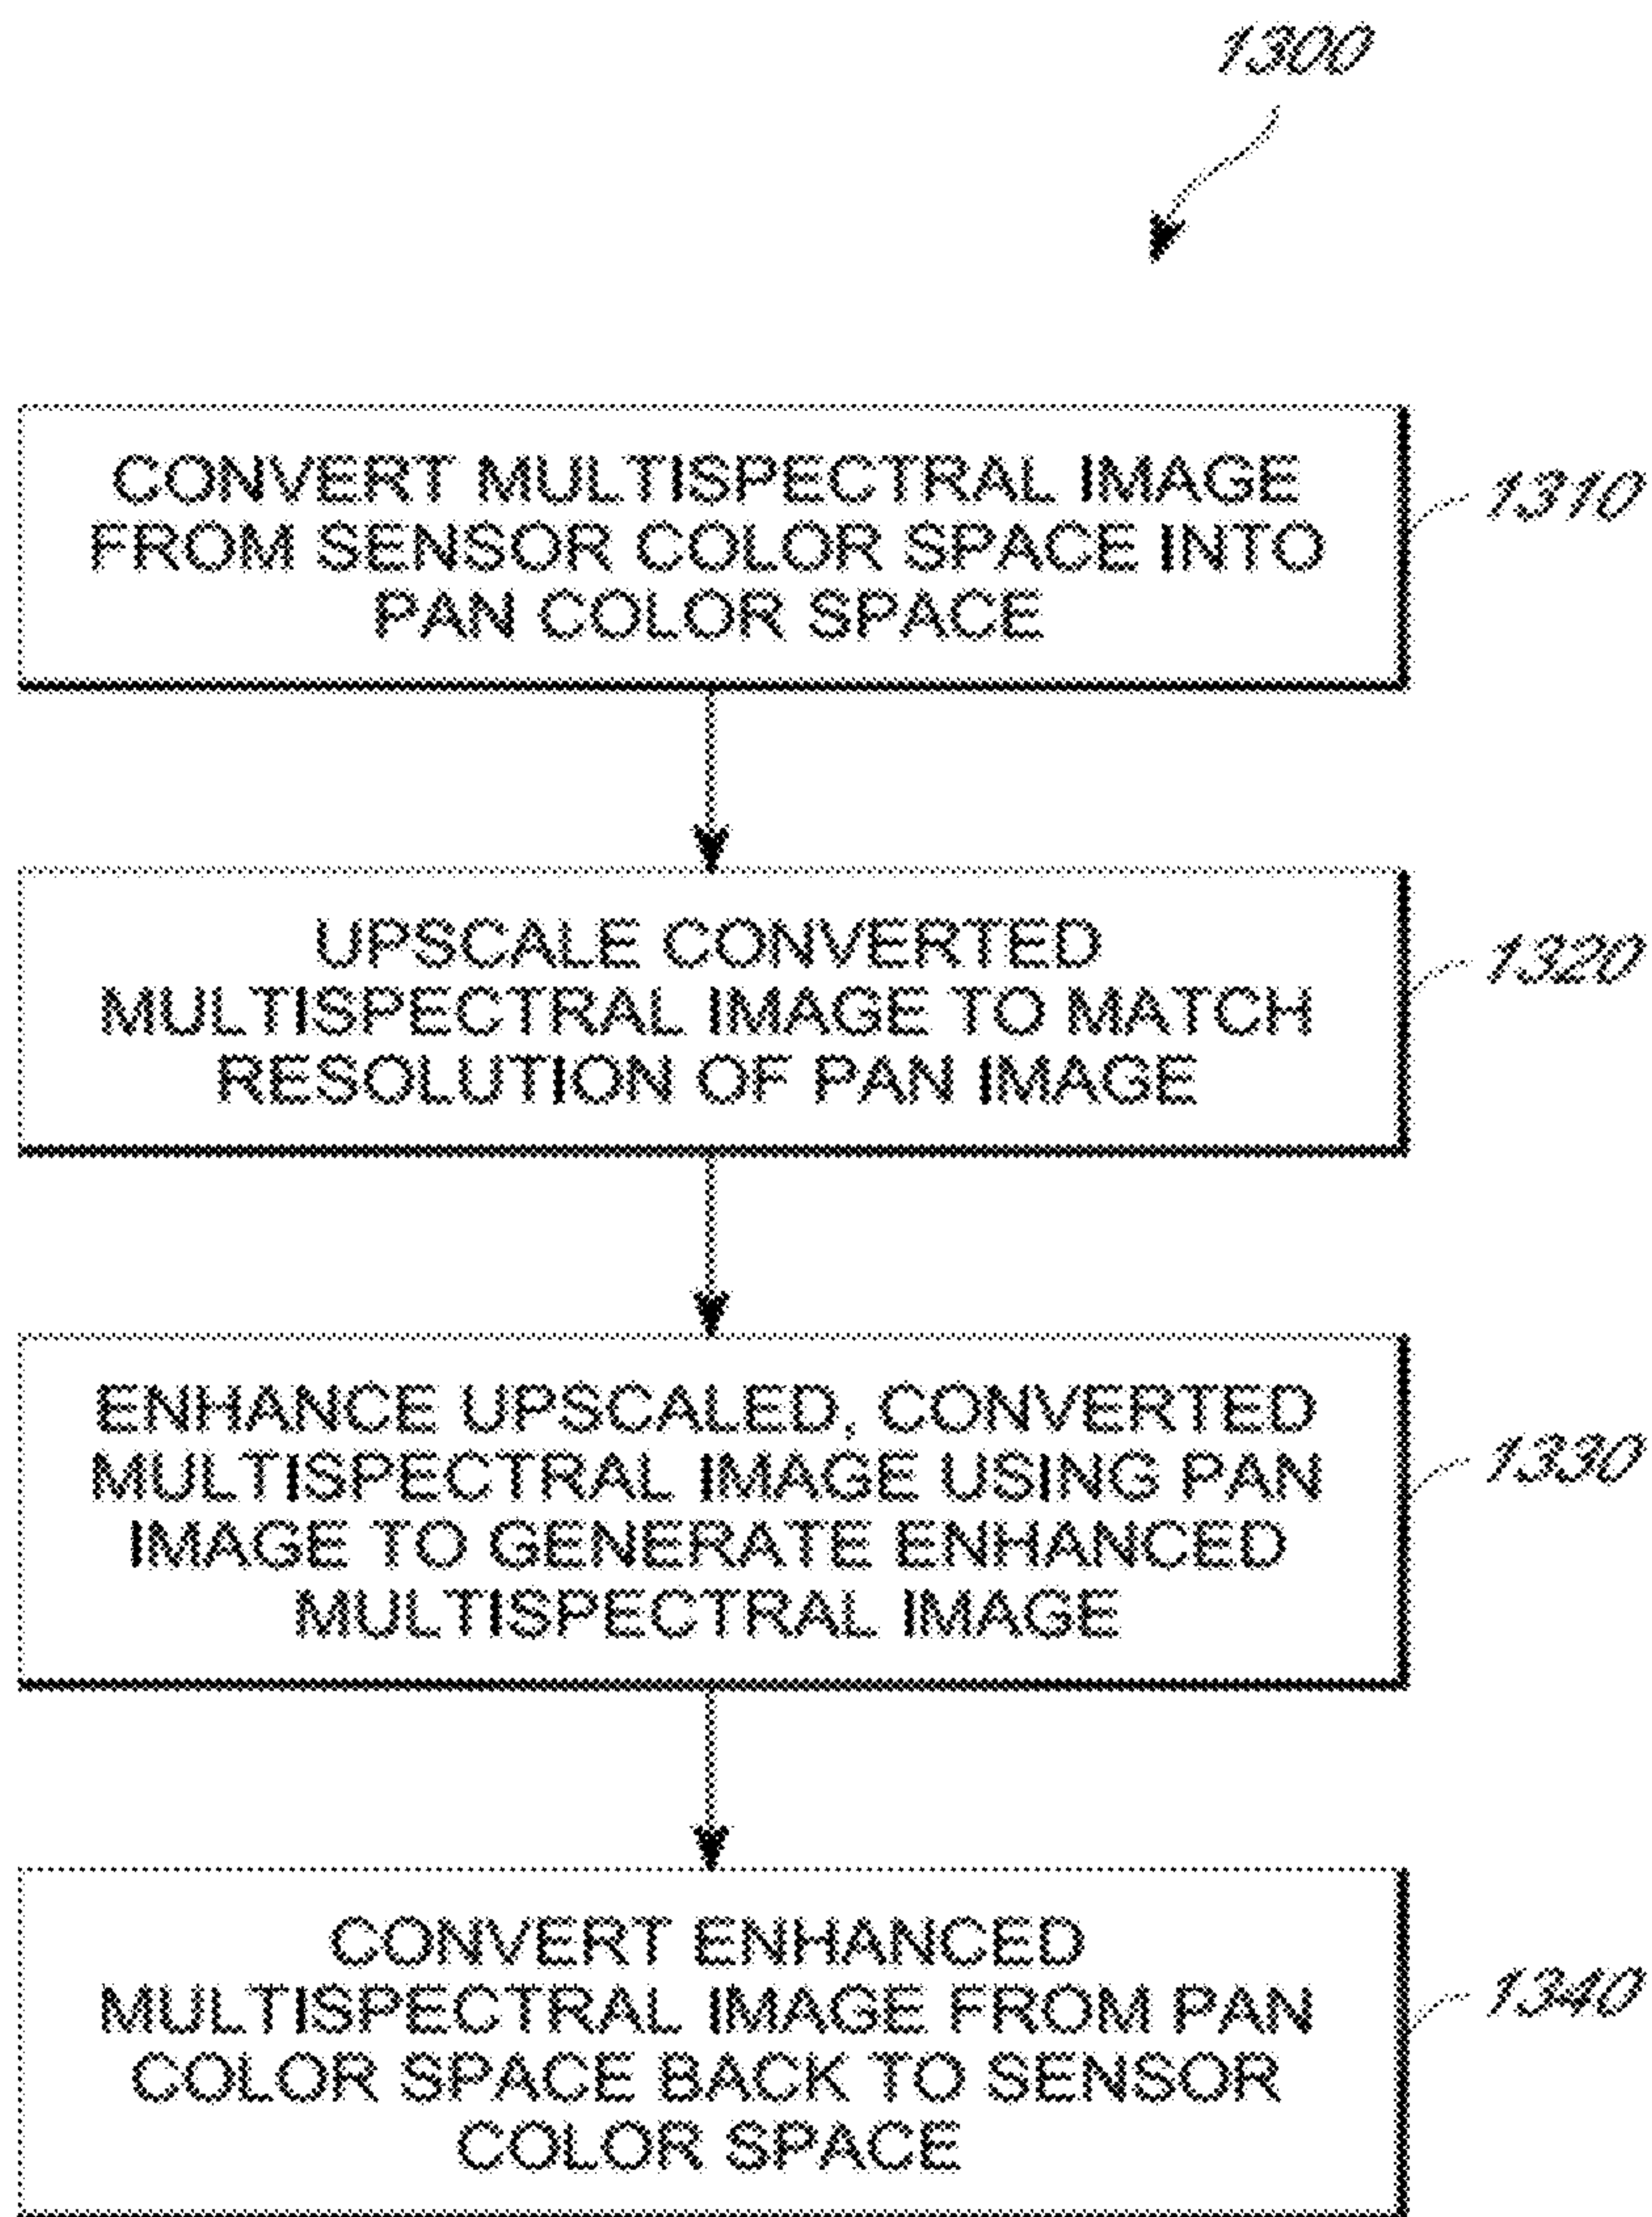 1300
CONVERT MULTISPECTRAL IMAGE
FROM SENSOR COLOR SPACE INTO
PAN COLOR SPACE
1310
UPSCALE CONVERTED
MULTISPECTRAL IMAGE TO MATCH
RESOLUTION OF PAN IMAGE
1320
ENHANCE UPSCALED, CONVERTED
MULTISPECTRAL IMAGE USING PAN
IMAGE TO GENERATE ENHANCED
MULTISPECTRAL IMAGE
1330
CONVERT ENHANCED
MULTISPECTRAL IMAGE FROM PAN
COLOR SPACE BACK TO SENSOR
COLOR SPACE
1340